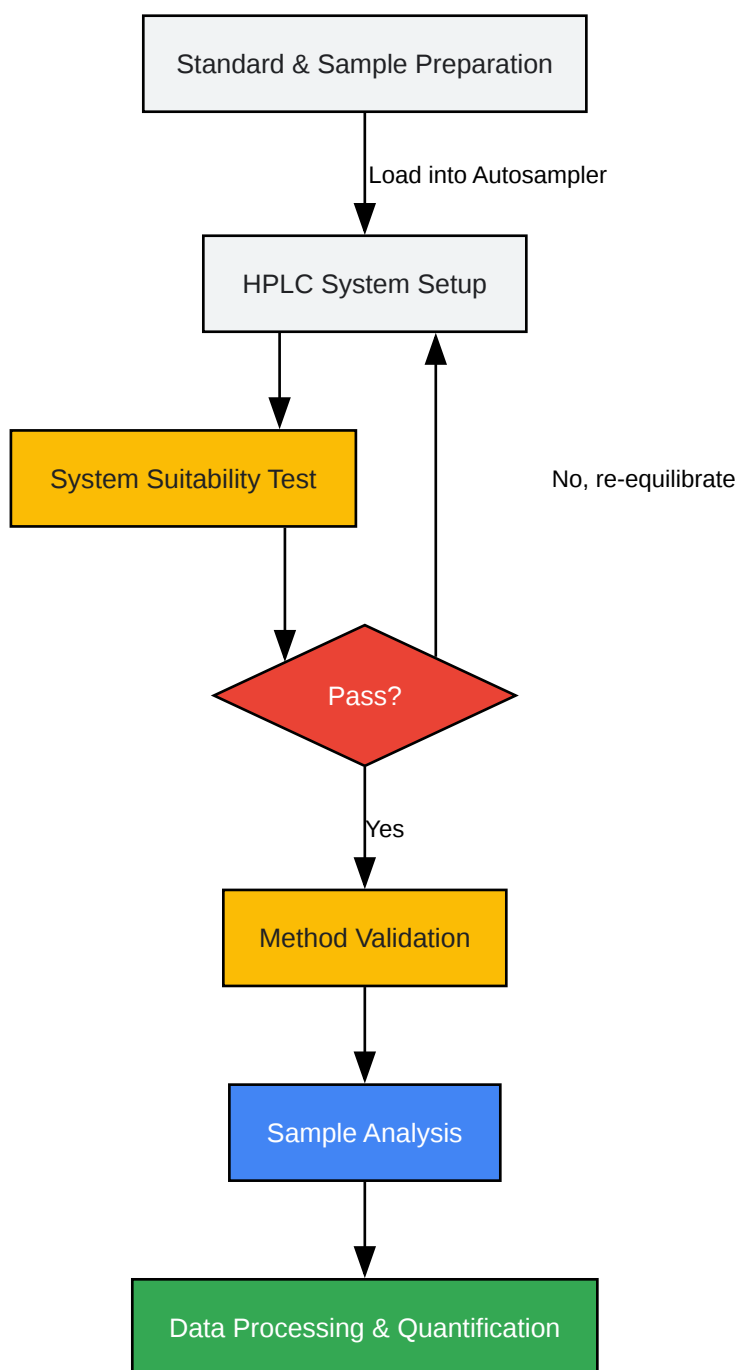 Standard & Sample Preparation
Load into Autosampler
HPLC System Setup
System Suitability Test
No, re-equilibrate
Pass?
Yes
Method Validation
Sample Analysis
Data Processing & Quantification